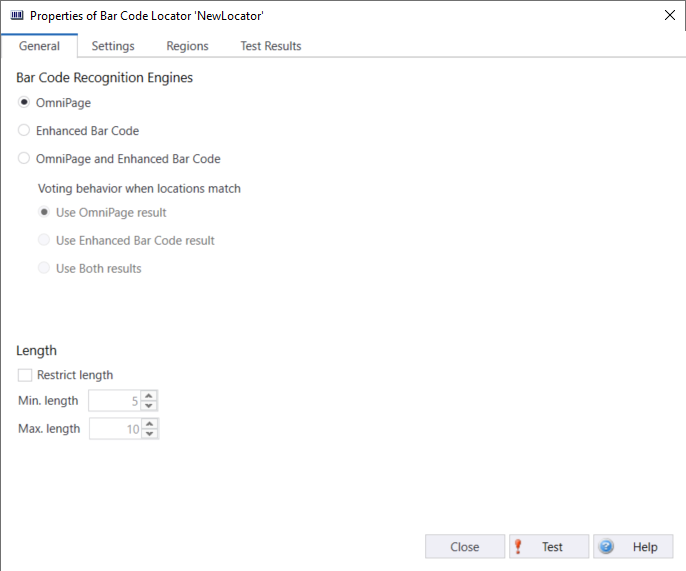 Properties of Bar Code Locator 'NewLocator'
General Settings Regions Test Results
Bar Code Recognition Engines
OmniPage
Enhanced Bar Code
OmniPage and Enhanced Bar Code
Voting behavior when locations match
Use OmniPage result
Use Enhanced Bar Code result
Use Both results
Length
Restrict length
Min. length 5
Max. length 10
Close Test Help